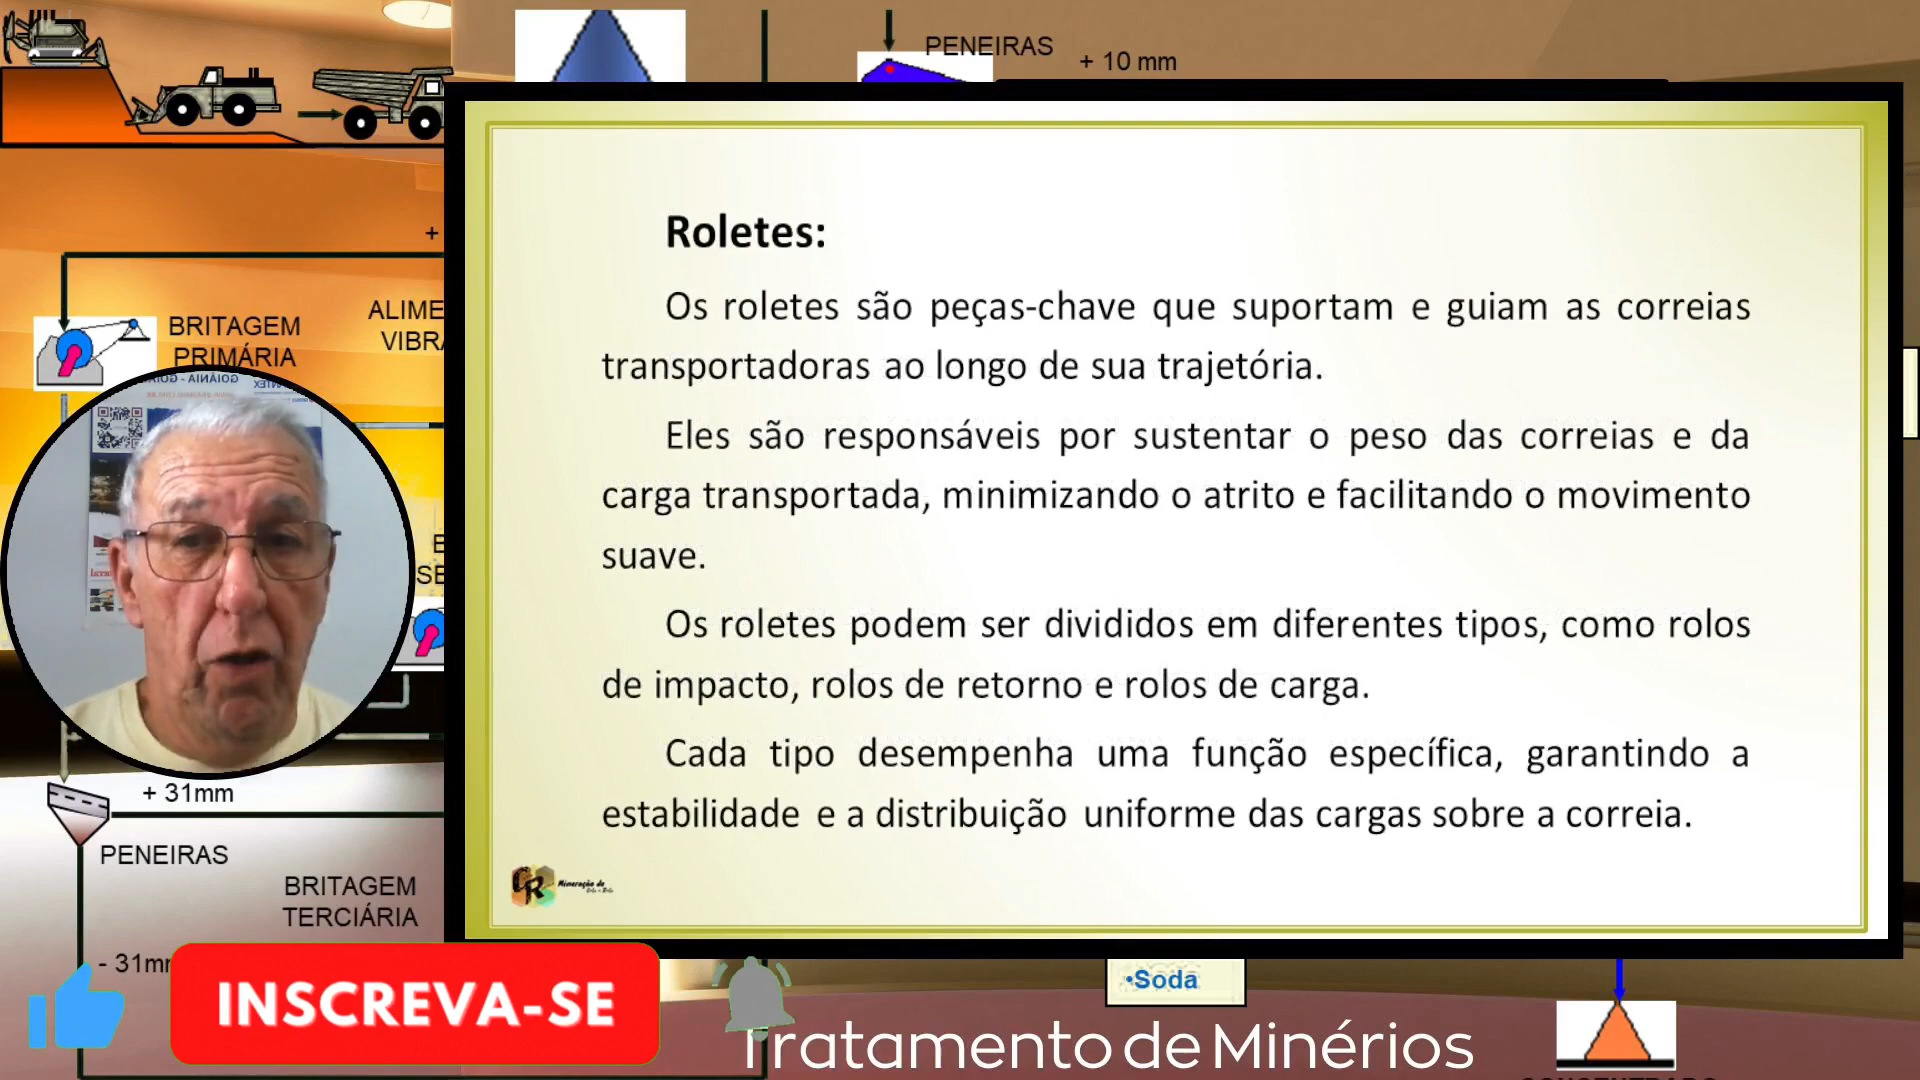 PENEIRAS
+ 10 mm
+
BRITAGEM
PRIMÁRIA
ALIME
VIBRA
Roletes:
Os roletes são peças-chave que suportam e guiam as correias
transportadoras ao longo de sua trajetória.
Eles são responsáveis por sustentar o peso das correias e da
carga transportada, minimizando o atrito e facilitando o movimento
suave.
Os roletes podem ser divididos em diferentes tipos, como rolos
de impacto, rolos de retorno e rolos de carga.
Cada tipo desempenha uma função específica, garantindo a
estabilidade e a distribuição uniforme das cargas sobre a correia.
Mineração de
+ 31mm
PENEIRAS
BRITAGEM
TERCIÁRIA
- 31mm
INSCREVA-SE
•Soda
Tratamento de Minérios